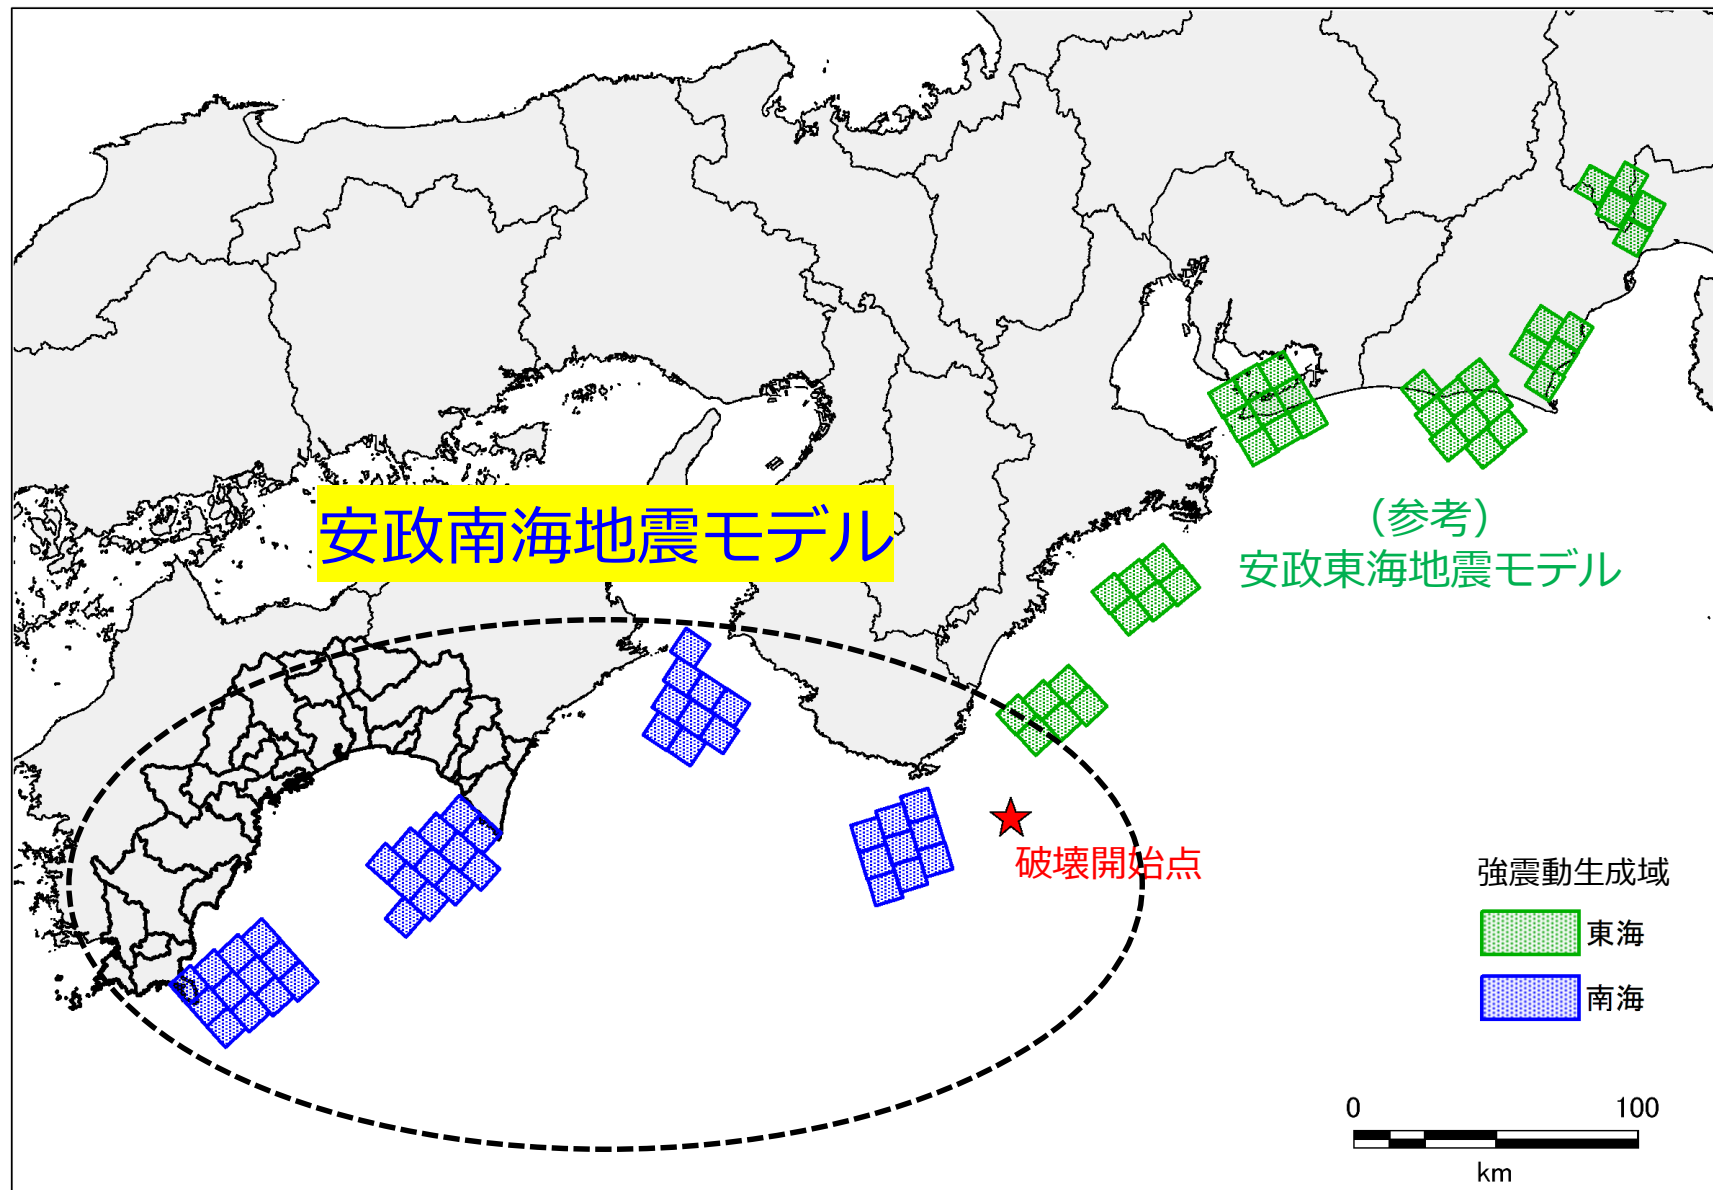 安政南海地震モデル
（参考）
安政東海地震モデル
破壊開始点
強震動生成域
東海
南海
0 100
km